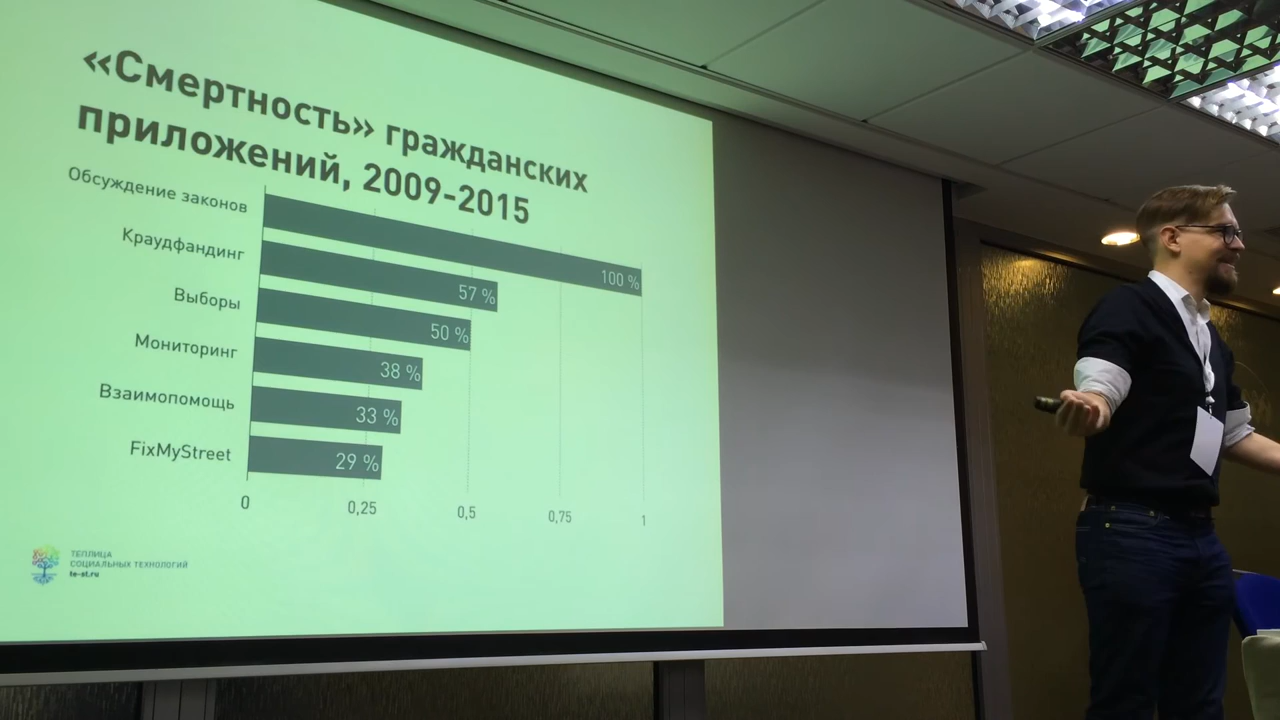 «Смертность» гражданских
приложений, 2009-2015
Обсуждение законов
100 %
Краудфандинг
57 %
Выборы
50 %
Мониторинг
38 %
Взаимопомощь
33 %
FixMyStreet
29 %
0
0,25
0,5
0,75
1
ТЕПЛИЦА
СОЦИАЛЬНЫХ ТЕХНОЛОГИЙ
te-st.ru